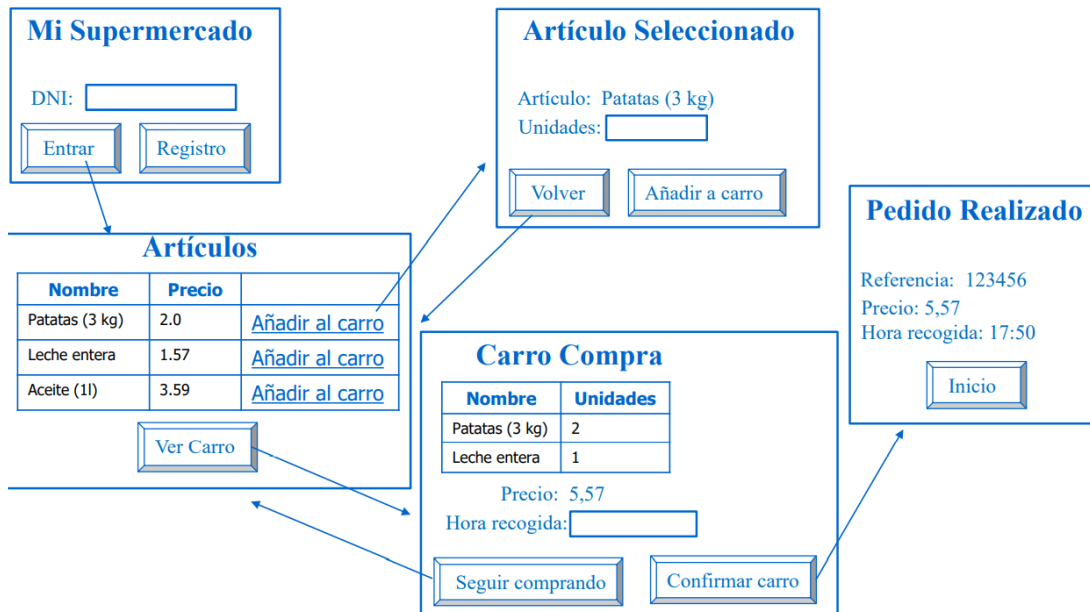 Mi Supermercado
DNI:
Entrar Registro
Artículo Seleccionado
Artículo: Patatas (3 kg)
Unidades:
Volver Añadir a carro
Artículos
Nombre Precio
Patatas (3 kg) 2.0 Añadir al carro
Leche entera 1.57 Añadir al carro
Aceite (1l) 3.59 Añadir al carro
Ver Carro
Carro Compra
Nombre Unidades
Patatas (3 kg) 2
Leche entera 1
Precio: 5,57
Hora recogida:
Seguir comprando Confirmar carro
Pedido Realizado
Referencia: 123456
Precio: 5,57
Hora recogida: 17:50
Inicio